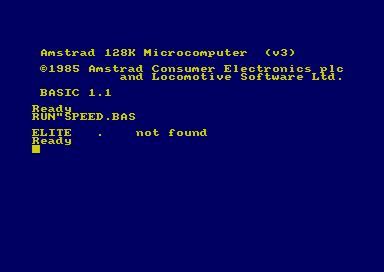 Amstrad 128K Microcomputer  (v3)
©1985 Amstrad Consumer Electronics plc
and Locomotive Software Ltd.
BASIC 1.1
Ready
RUN"SPEED.BAS
ELITE   .    not found
Ready